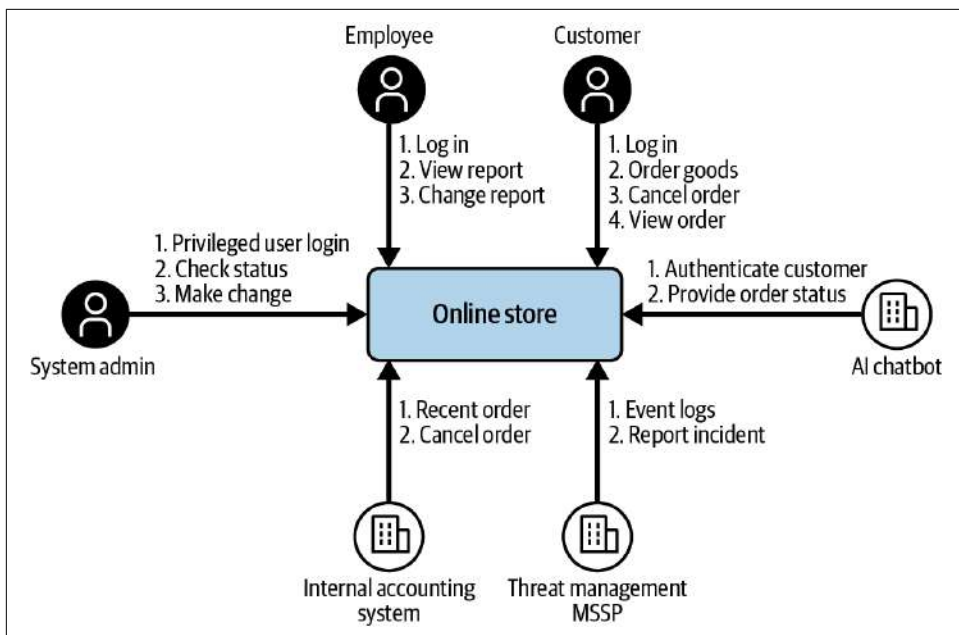 Employee
Customer
1. Log in
2. View report
3. Change report
1. Log in
2. Order goods
3. Cancel order
4. View order
1. Privileged user login
2. Check status
3. Make change
1. Authenticate customer
2. Provide order status
Online store
System admin
AI chatbot
1. Recent order
2. Cancel order
1. Event logs
2. Report incident
Internal accounting
system
Threat management
MSSP